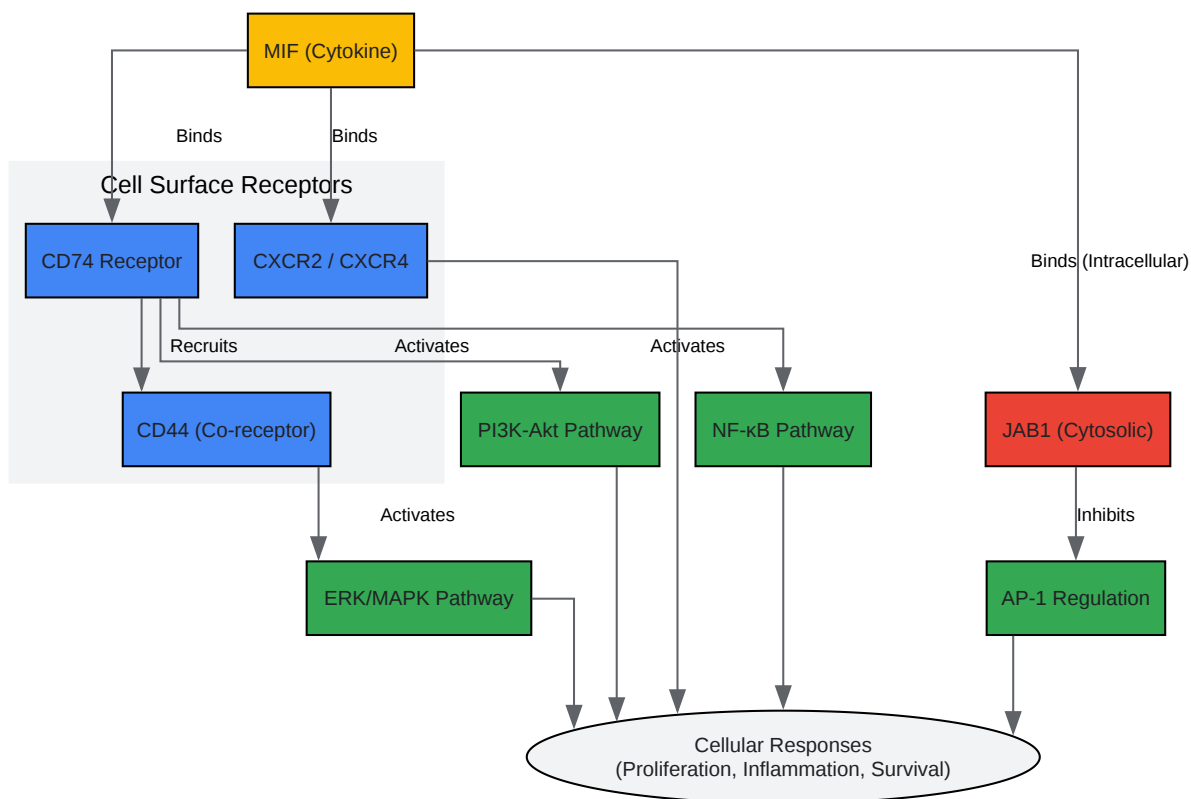 MIF (Cytokine)
Binds
Binds
Cell Surface Receptors
CD74 Receptor
CXCR2 / CXCR4
Binds (Intracellular)
Recruits
Activates
Activates
CD44 (Co-receptor)
PI3K-Akt Pathway
NF-κB Pathway
JAB1 (Cytosolic)
Activates
Inhibits
ERK/MAPK Pathway
AP-1 Regulation
Cellular Responses
(Proliferation, Inflammation, Survival)